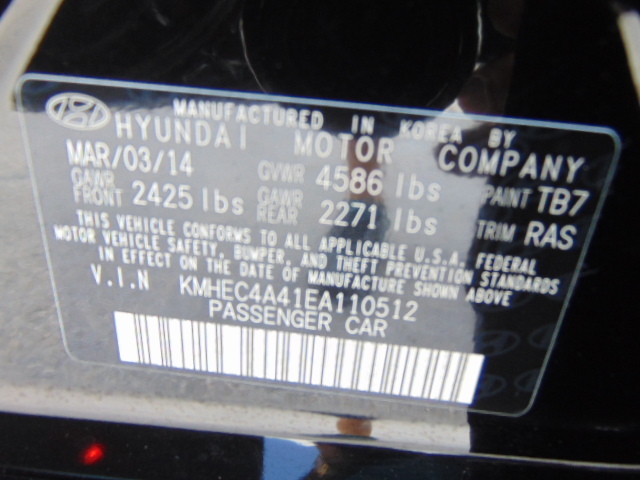 MANUFACTURED IN KOREA BY
HYUNDAI MOTOR COMPANY
MAR/03/14 GVWR 4586 lbs PAINT TB7
GAWR FRONT 2425 lbs GAWR REAR 2271 lbs TRIM RAS
THIS VEHICLE CONFORMS TO ALL APPLICABLE U.S.A. FEDERAL
MOTOR VEHICLE SAFETY, BUMPER, AND THEFT PREVENTION STANDARDS
IN EFFECT ON THE DATE OF MANUFACTURE SHOWN ABOVE
V.I.N KMHEC4A41EA110512
PASSENGER CAR